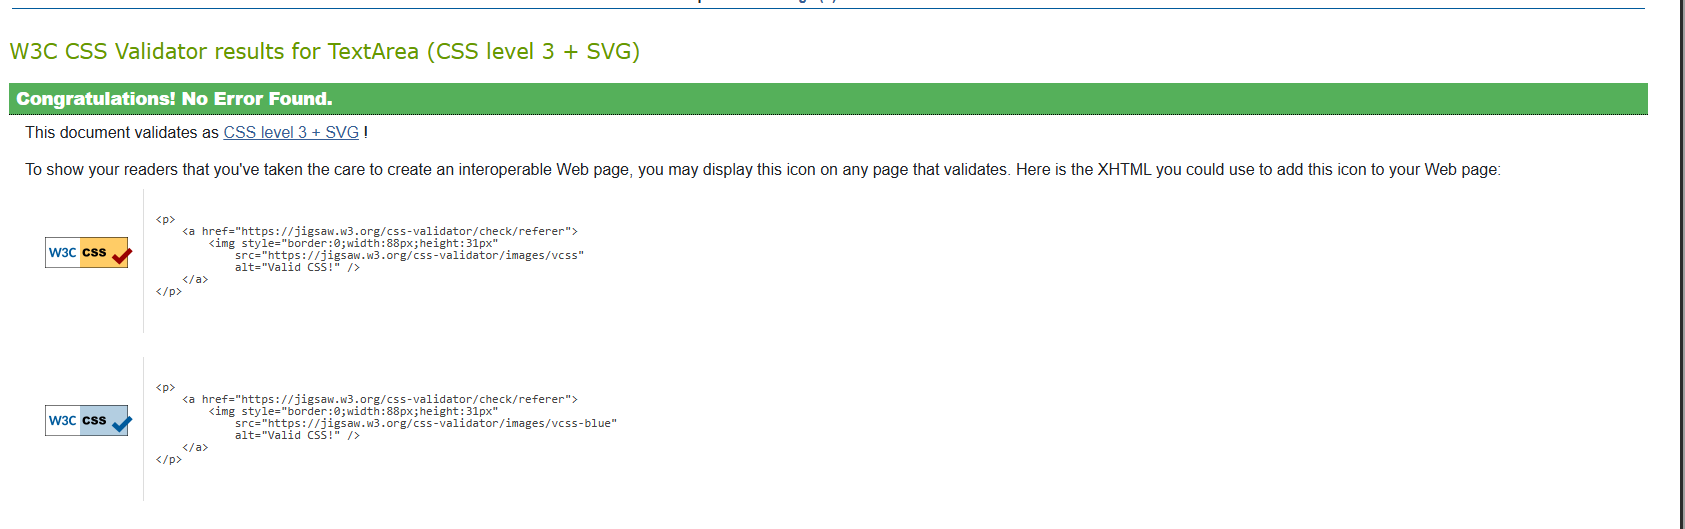 W3C CSS Validator results for TextArea (CSS level 3 + SVG)
Congratulations! No Error Found.
This document validates as CSS level 3 + SVG !
To show your readers that you've taken the care to create an interoperable Web page, you may display this icon on any page that validates. Here is the XHTML you could use to add this icon to your Web page:
W3C css
<p>
<a href="https://jigsaw.w3.org/css-validator/check/referer">
<img style="border:0;width:88px;height:31px"
src="https://jigsaw.w3.org/css-validator/images/vcss"
alt="Valid CSS!" />
</a>
</p>
W3C css
<p>
<a href="https://jigsaw.w3.org/css-validator/check/referer">
<img style="border:0;width:88px;height:31px"
src="https://jigsaw.w3.org/css-validator/images/vcss-blue"
alt="Valid CSS!" />
</a>
</p>